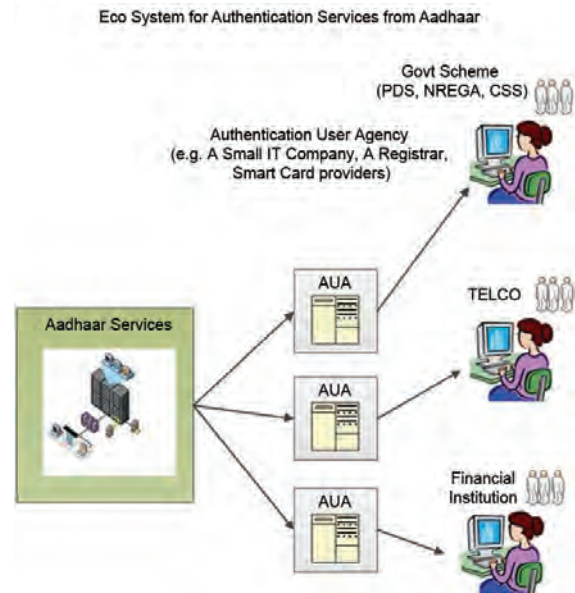 Eco System for Authentication Services from Aadhaar
Govt Scheme
(PDS, NREGA, CSS)
Authentication User Agency
(e.g. A Small IT Company, A Registrar,
Smart Card providers)
AUA
TELCO
Aadhaar Services
AUA
Financial
Institution
AUA